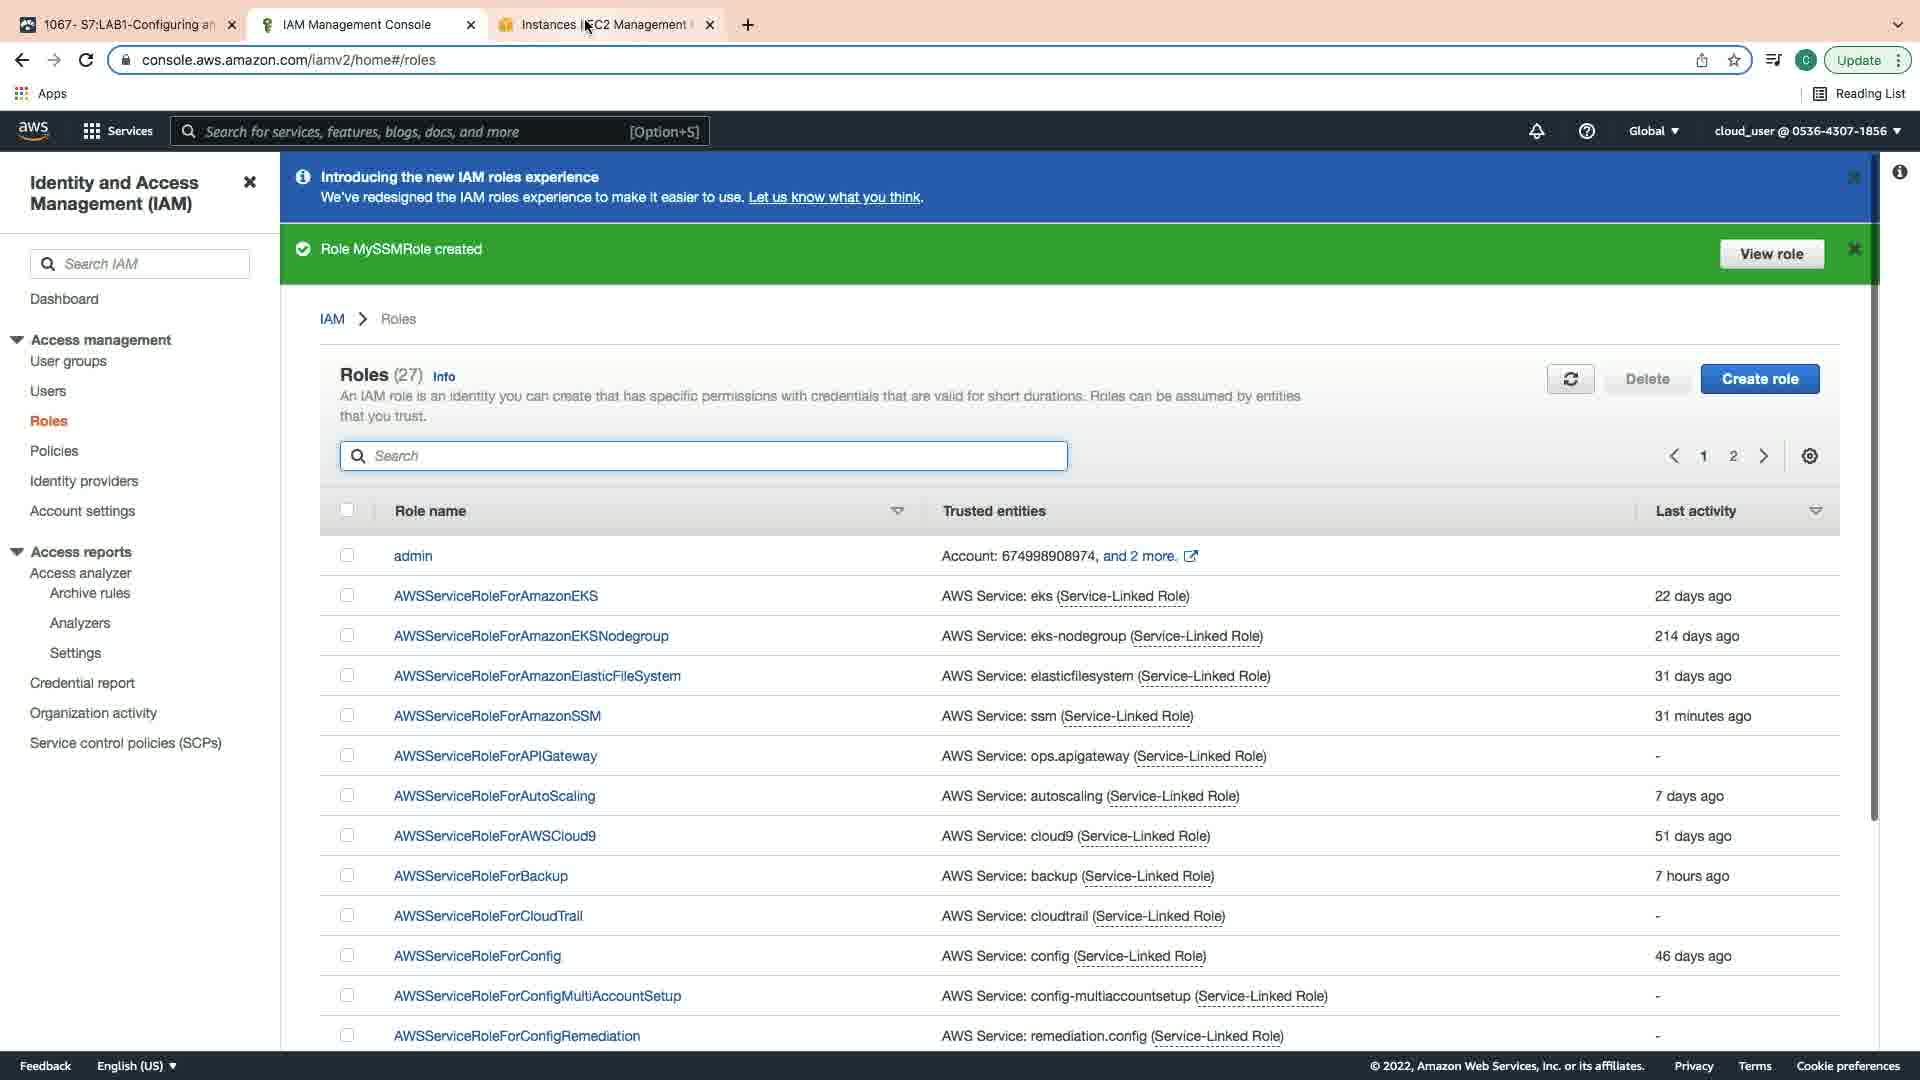 1067- S7:LAB1-Configuring an
IAM Management Console
Instances | EC2 Management
console.aws.amazon.com/iamv2/home#/roles
C
Update
Apps
Reading List
aws
Services
Search for services, features, blogs, docs, and more
[Option+S]
Global
cloud_user @ 0536-4307-1856
Identity and Access
Management (IAM)
Search IAM
Dashboard
Access management
User groups
Users
Roles
Policies
Identity providers
Account settings
Access reports
Access analyzer
Archive rules
Analyzers
Settings
Credential report
Organization activity
Service control policies (SCPs)
Introducing the new IAM roles experience
We've redesigned the IAM roles experience to make it easier to use. Let us know what you think.
Role MySSMRole created
View role
IAM > Roles
Roles (27) Info
An IAM role is an identity you can create that has specific permissions with credentials that are valid for short durations. Roles can be assumed by entities
that you trust.
Delete
Create role
Search
1 2
Role name Trusted entities Last activity
admin Account: 674998908974, and 2 more.
AWSServiceRoleForAmazonEKS AWS Service: eks (Service-Linked Role) 22 days ago
AWSServiceRoleForAmazonEKSNodegroup AWS Service: eks-nodegroup (Service-Linked Role) 214 days ago
AWSServiceRoleForAmazonElasticFileSystem AWS Service: elasticfilesystem (Service-Linked Role) 31 days ago
AWSServiceRoleForAmazonSSM AWS Service: ssm (Service-Linked Role) 31 minutes ago
AWSServiceRoleForAPIGateway AWS Service: ops.apigateway (Service-Linked Role) -
AWSServiceRoleForAutoScaling AWS Service: autoscaling (Service-Linked Role) 7 days ago
AWSServiceRoleForAWSCloud9 AWS Service: cloud9 (Service-Linked Role) 51 days ago
AWSServiceRoleForBackup AWS Service: backup (Service-Linked Role) 7 hours ago
AWSServiceRoleForCloudTrail AWS Service: cloudtrail (Service-Linked Role) -
AWSServiceRoleForConfig AWS Service: config (Service-Linked Role) 46 days ago
AWSServiceRoleForConfigMultiAccountSetup AWS Service: config-multiaccountsetup (Service-Linked Role) -
AWSServiceRoleForConfigRemediation AWS Service: remediation.config (Service-Linked Role) -
Feedback
English (US)
© 2022, Amazon Web Services, Inc. or its affiliates.
Privacy
Terms
Cookie preferences